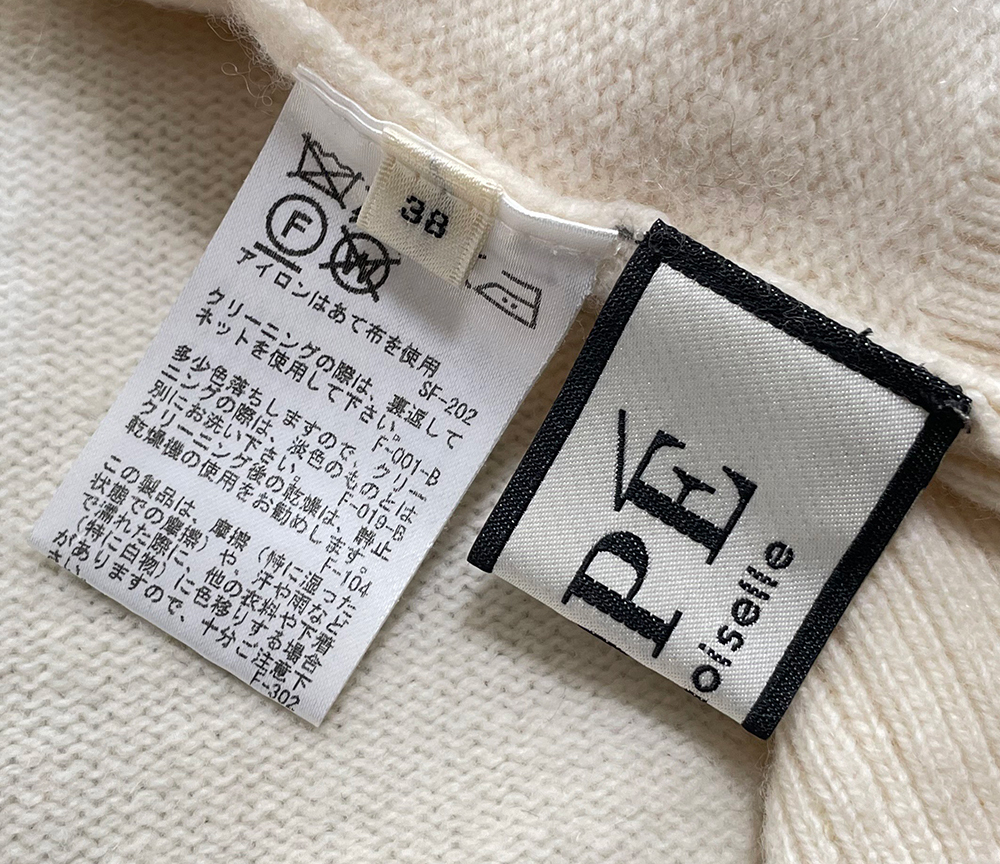 38
F
W
アイロンはあて布を使用
SF-202
クリーニングの際は、裏返して
ネットを使用して下さい。
F-001-B
多少色落ちしますので、クリー
ニングの際は、淡色のものとは
別にお洗い下さい。
F-019-B
クリーニング後の乾燥は、静止
乾燥機の使用をお勧めします。
F-104
この製品は、摩擦（特に湿った
状態での摩擦）や、汗や雨など
で濡れた際に、他の衣料や下着
（特に白物）に色移りする場合
がありますので、十分ご注意下
さい。
F-302
PÉ
oiselle